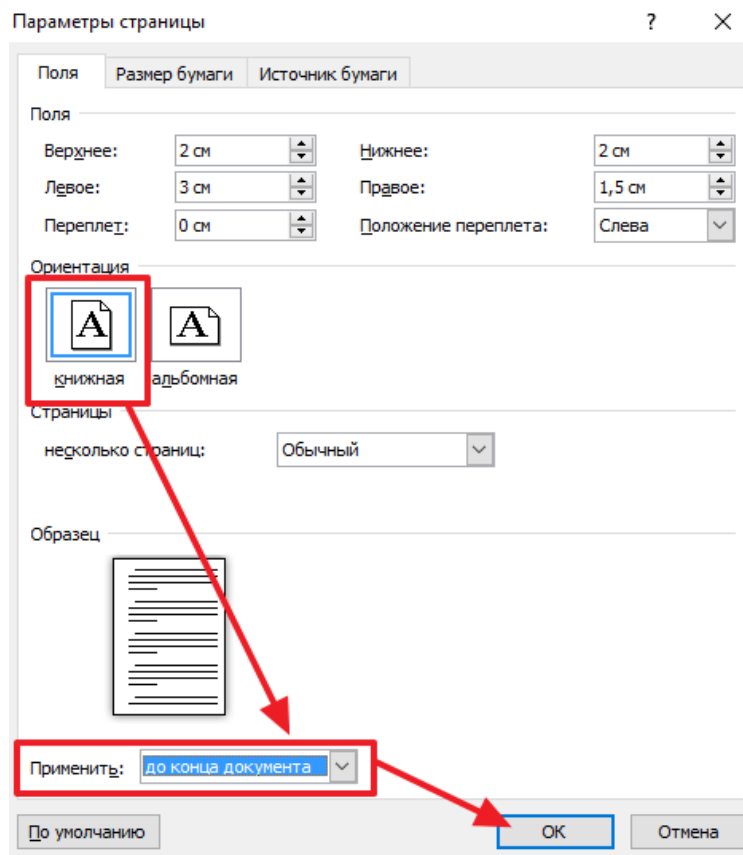 Параметры страницы ?
Поля Размер бумаги Источник бумаги
Поля
Верхнее: 2 см Нижнее: 2 см
Левое: 3 см Правое: 1,5 см
Переплет: 0 см Положение переплета: Слева
Ориентация
A A
книжная альбомная
Страницы
несколько страниц: Обычный
Образец
Применить: до конца документа
По умолчанию ОК Отмена